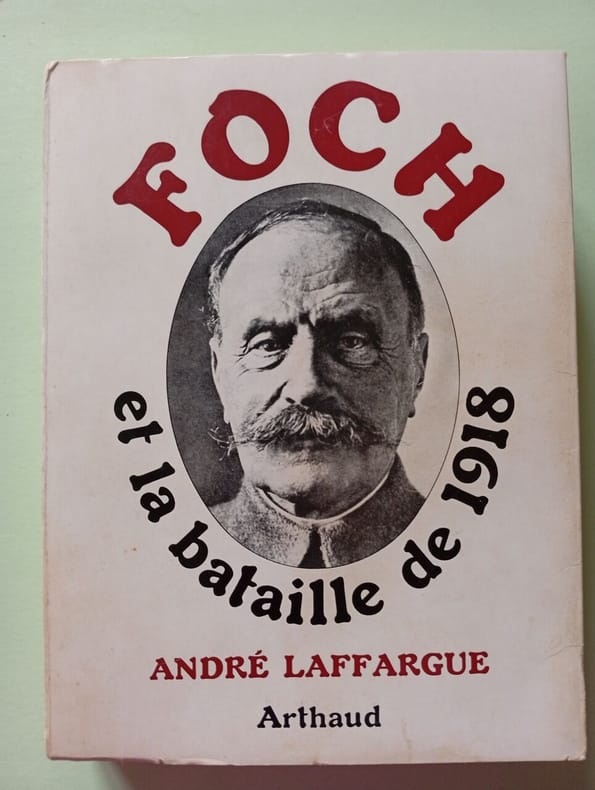 FOCH
et la bataille de 1918
ANDRÉ LAFFARGUE
Arthaud